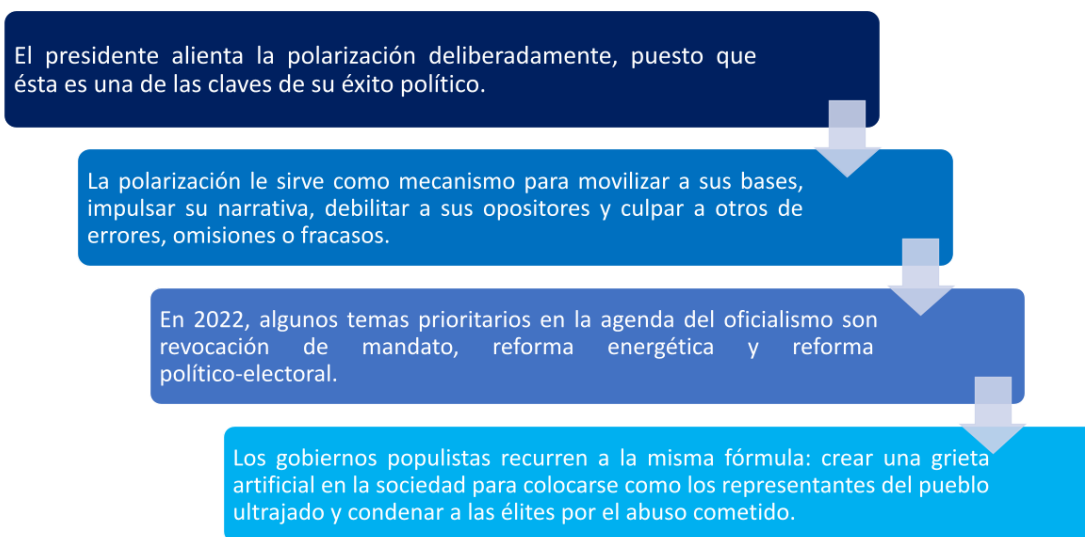 El presidente alienta la polarización deliberadamente, puesto que
ésta es una de las claves de su éxito político.
La polarización le sirve como mecanismo para movilizar a sus bases,
impulsar su narrativa, debilitar a sus opositores y culpar a otros de
errores, omisiones o fracasos.
En 2022, algunos temas prioritarios en la agenda del oficialismo son
revocación de mandato, reforma energética y reforma
político-electoral.
Los gobiernos populistas recurren a la misma fórmula: crear una grieta
artificial en la sociedad para colocarse como los representantes del pueblo
ultrajado y condenar a las élites por el abuso cometido.